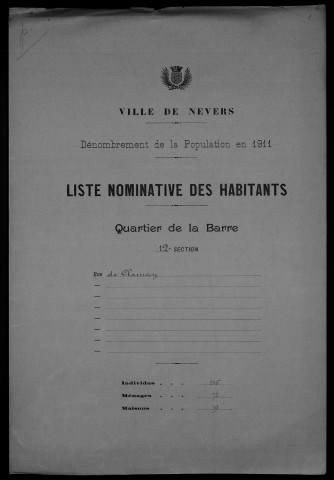 VILLE DE NEVERS
Dénombrement de la Population en 1911
LISTE NOMINATIVE DES HABITANTS
Quartier de la Barre
12e SECTION
Rue de Clamecy
Individus . . .
Ménages . . .
Maisons . . .